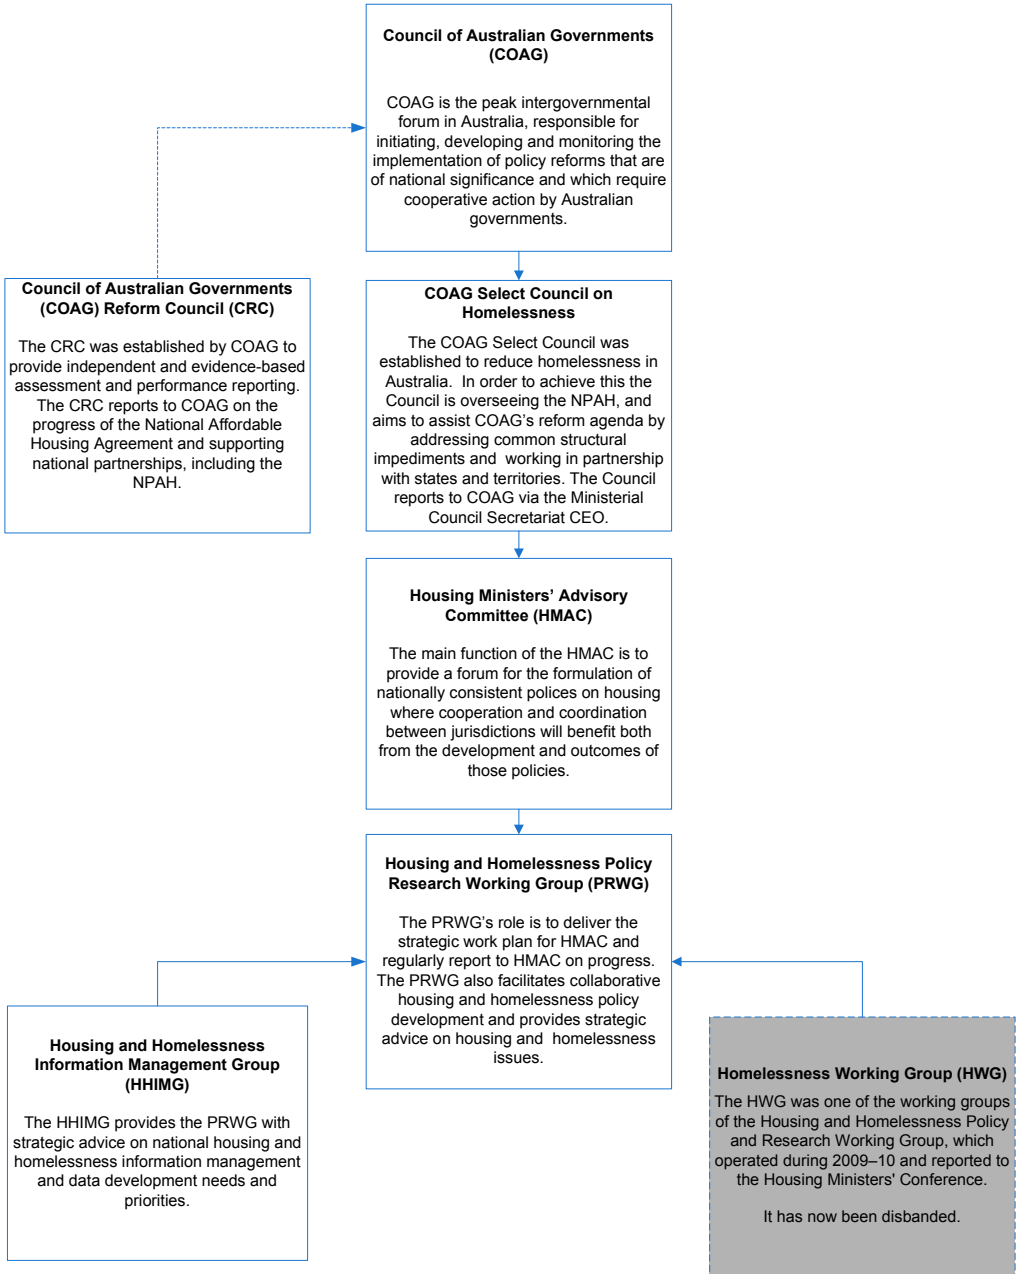 Council of Australian Governments
(COAG)
COAG is the peak intergovernmental
forum in Australia, responsible for
initiating, developing and monitoring the
implementation of policy reforms that are
of national significance and which require
cooperative action by Australian
governments.
Council of Australian Governments
(COAG) Reform Council (CRC)
The CRC was established by COAG to
provide independent and evidence-based
assessment and performance reporting.
The CRC reports to COAG on the
progress of the National Affordable
Housing Agreement and supporting
national partnerships, including the
NPAH.
COAG Select Council on
Homelessness
The COAG Select Council was
established to reduce homelessness in
Australia.  In order to achieve this the
Council is overseeing the NPAH, and
aims to assist COAG’s reform agenda by
addressing common structural
impediments and  working in partnership
with states and territories. The Council
reports to COAG via the Ministerial
Council Secretariat CEO.
Housing Ministers’ Advisory
Committee (HMAC)
The main function of the HMAC is to
provide a forum for the formulation of
nationally consistent polices on housing
where cooperation and coordination
between jurisdictions will benefit both
from the development and outcomes of
those policies.
Housing and Homelessness Policy
Research Working Group (PRWG)
The PRWG’s role is to deliver the
strategic work plan for HMAC and
regularly report to HMAC on progress.
The PRWG also facilitates collaborative
housing and homelessness policy
development and provides strategic
advice on housing and  homelessness
issues.
Housing and Homelessness
Information Management Group
(HHIMG)
The HHIMG provides the PRWG with
strategic advice on national housing and
homelessness information management
and data development needs and
priorities.
Homelessness Working Group (HWG)
The HWG was one of the working groups
of the Housing and Homelessness Policy
and Research Working Group, which
operated during 2009–10 and reported to
the Housing Ministers' Conference.
It has now been disbanded.